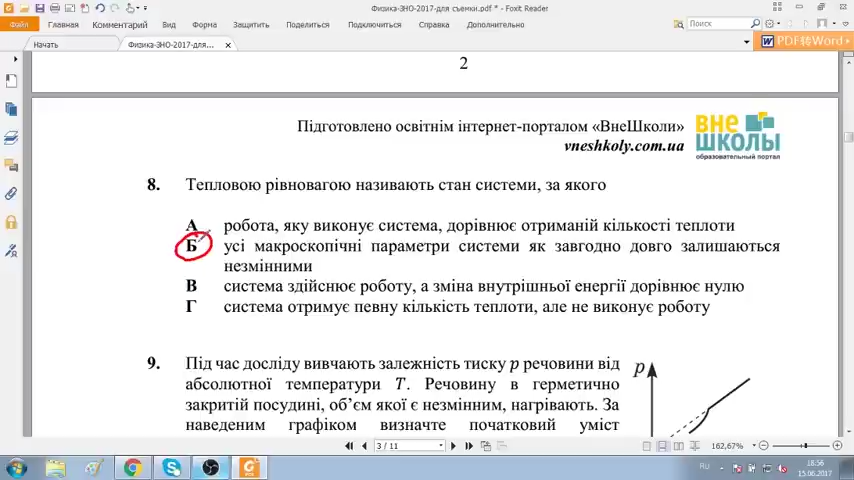 Физика-ЗНО-2017-для съемки.pdf * - Foxit Reader
Файл Главная Комментарий Вид Форма Защитить Поделиться Подключиться Справка Дополнительно
Поиск
Начать
Физика-ЗНО-2017-для...
PDF转Word
2
Підготовлено освітнім інтернет-порталом «ВнеШколи»
vneshkoly.com.ua
вне
школы
образовательный портал
8. Тепловою рівновагою називають стан системи, за якого
А робота, яку виконує система, дорівнює отриманій кількості теплоти
Б усі макроскопічні параметри системи як завгодно довго залишаються
незмінними
В система здійснює роботу, а зміна внутрішньої енергії дорівнює нулю
Г система отримує певну кількість теплоти, але не виконує роботу
9. Під час досліду вивчають залежність тиску p речовини від
абсолютної температури T. Речовину в герметично
закритій посудині, об’єм якої є незмінним, нагрівають. За
наведеним графіком визначте початковий уміст
p
3 / 11
162,67%
RU
18:56
15.06.2017